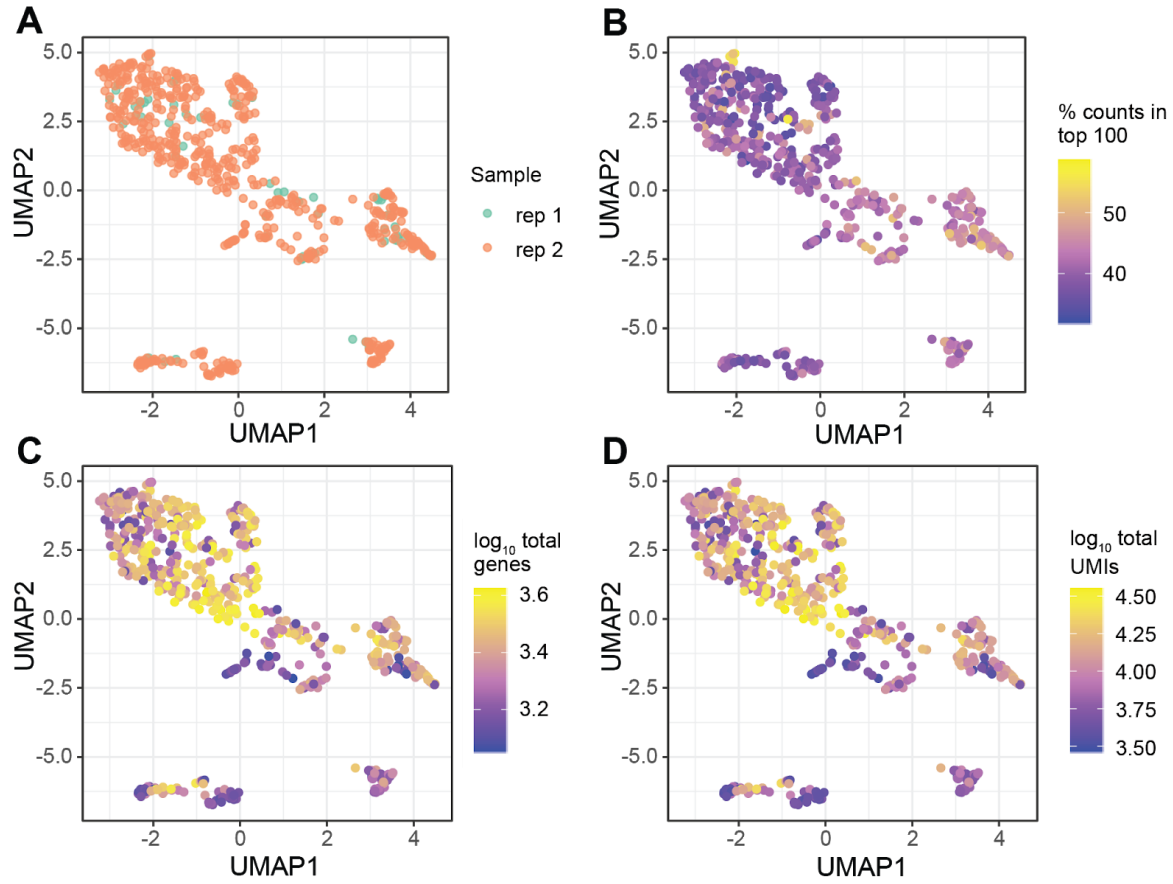 A
5.0
2.5
0.0
-2.5
-5.0
UMAP2
-2 0 2 4
UMAP1
Sample
rep 1
rep 2
B
5.0
2.5
0.0
-2.5
-5.0
UMAP2
-2 0 2 4
UMAP1
% counts in
top 100
50
40
C
5.0
2.5
0.0
-2.5
-5.0
UMAP2
-2 0 2 4
UMAP1
log₁₀ total
genes
3.6
3.4
3.2
D
5.0
2.5
0.0
-2.5
-5.0
UMAP2
-2 0 2 4
UMAP1
log₁₀ total
UMIs
4.50
4.25
4.00
3.75
3.50